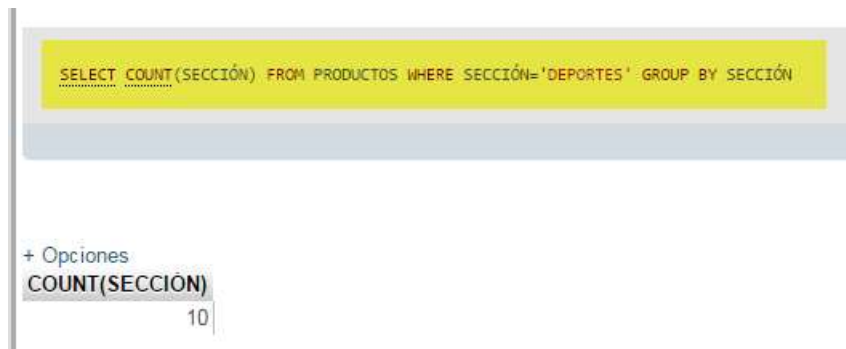 SELECT COUNT(SECCIÓN) FROM PRODUCTOS WHERE SECCIÓN='DEPORTES' GROUP BY SECCIÓN
+ Opciones
COUNT(SECCIÓN)
10